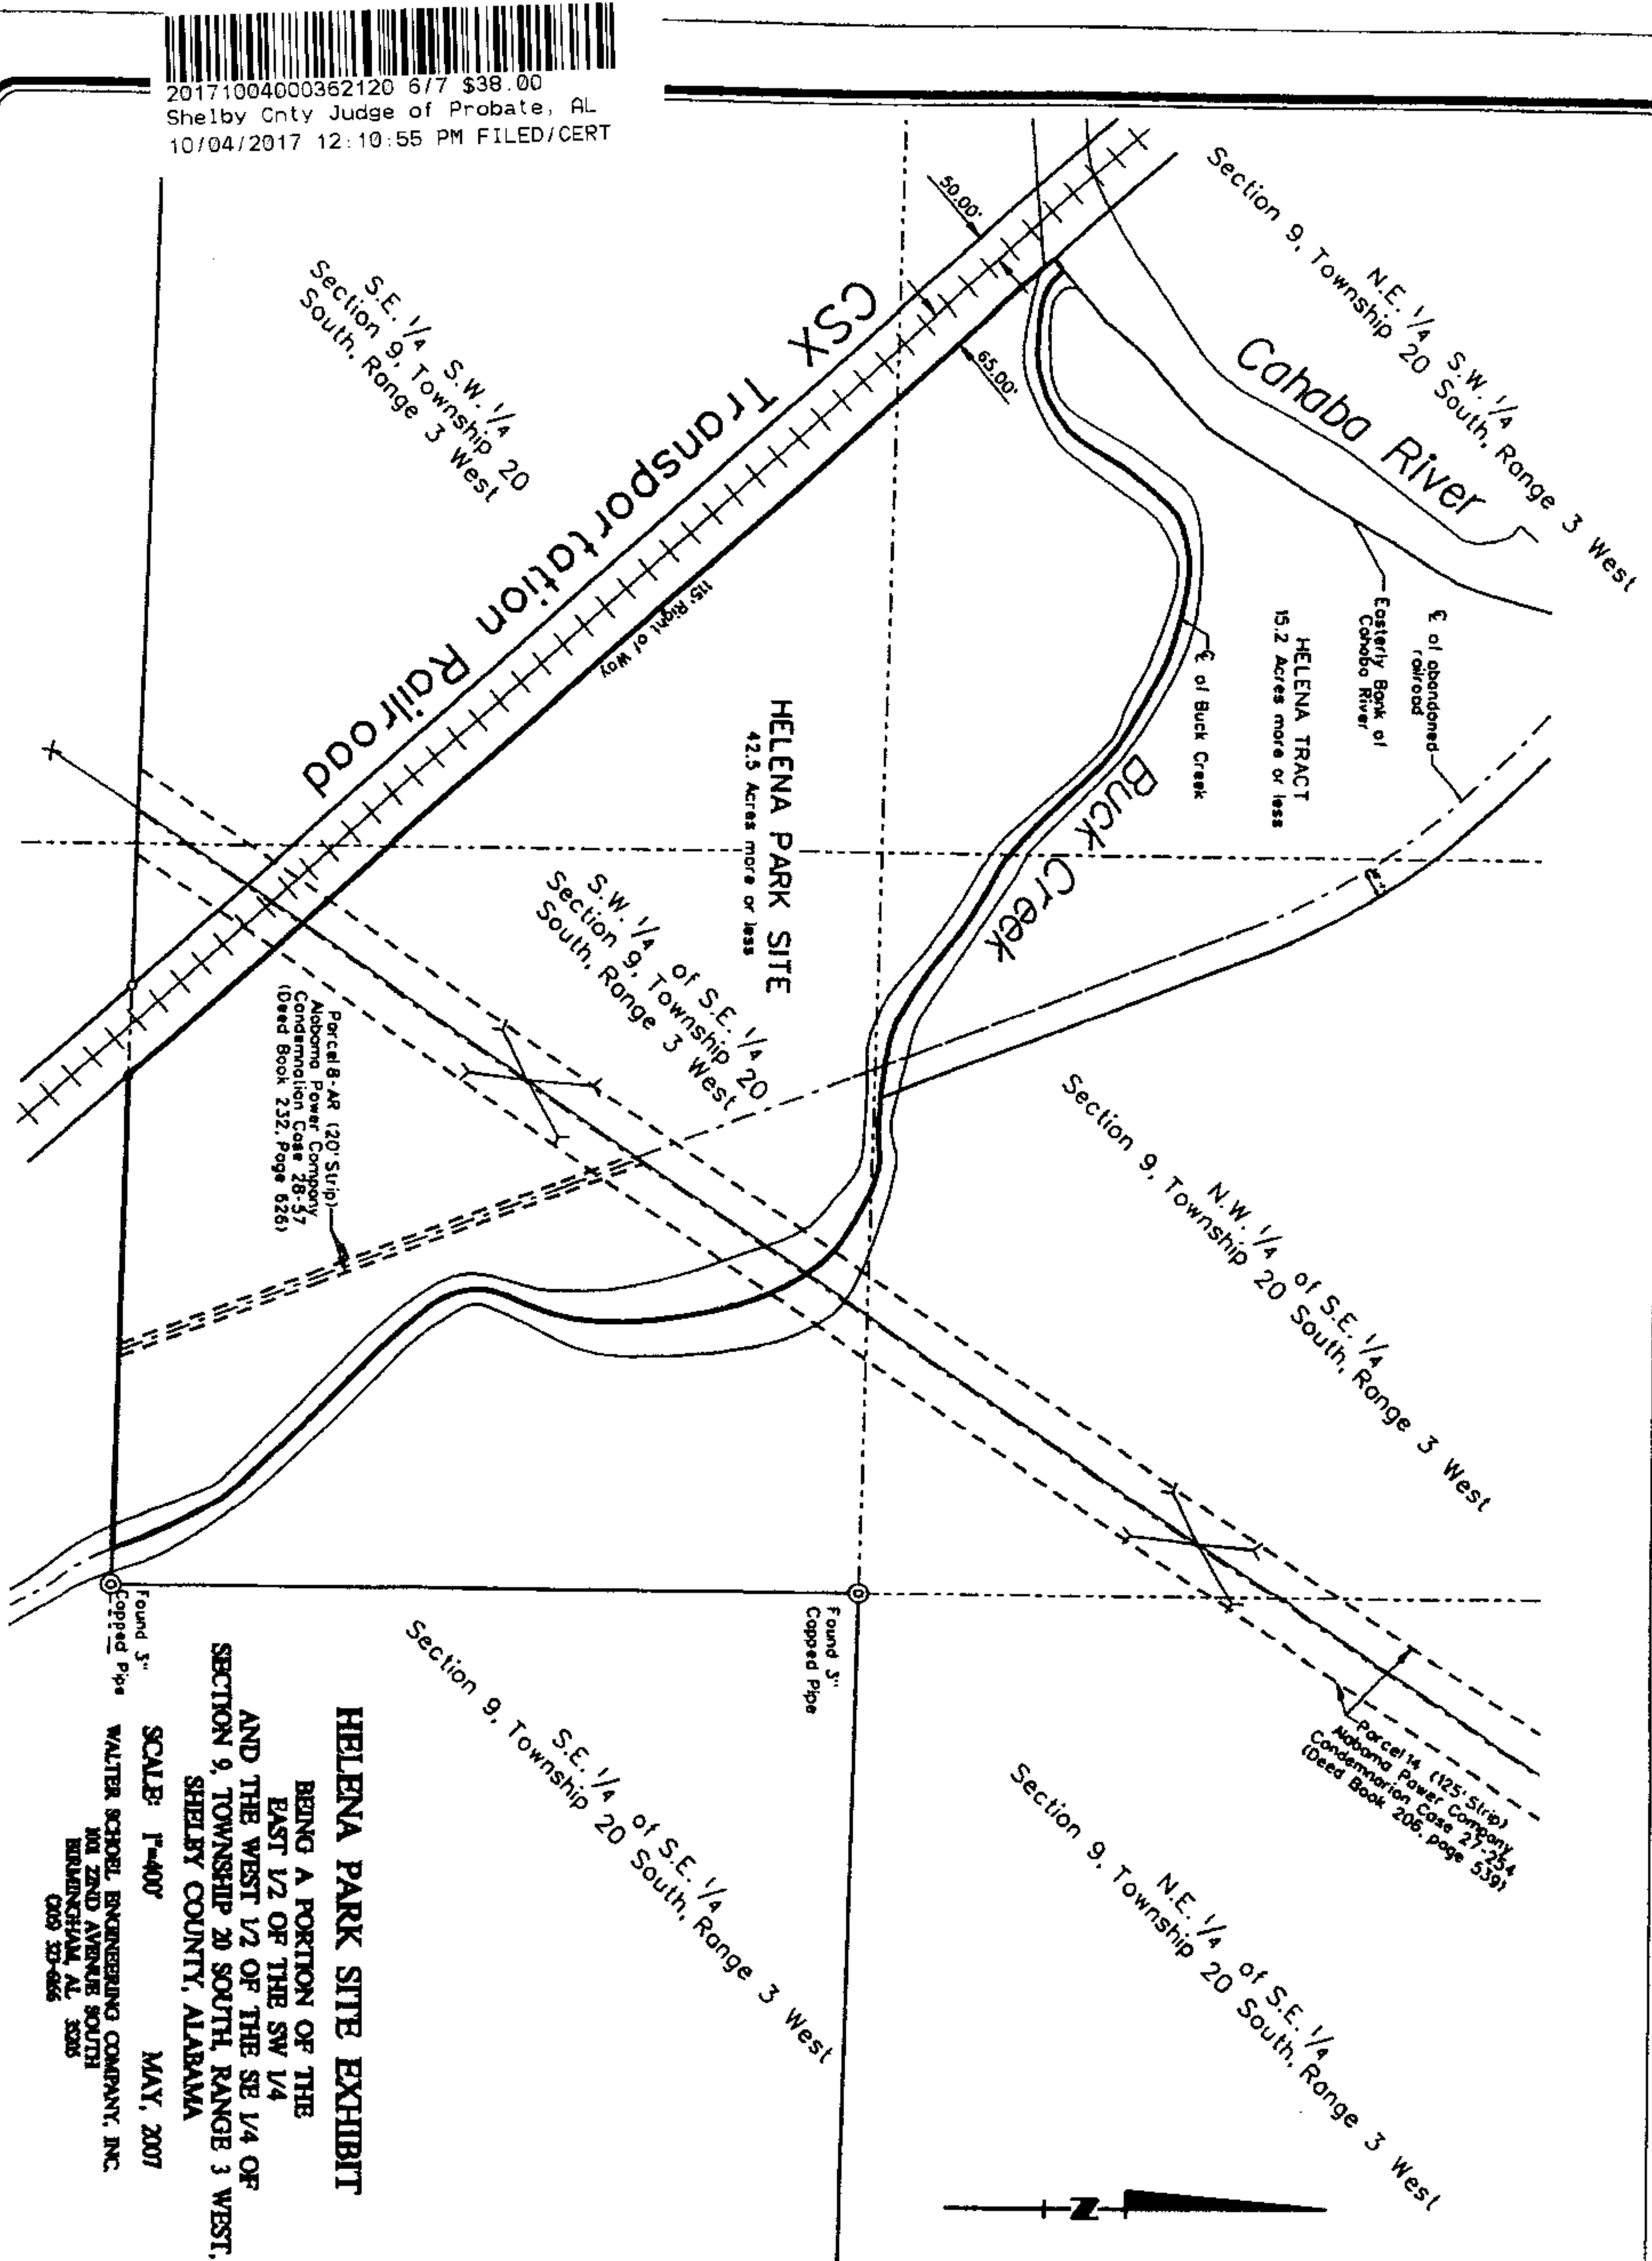 20171004000362120 6/7 $38.00
Shelby Cnty Judge of Probate, AL
10/04/2017 12:10:55 PM FILED/CERT
N.E. 1/4 S.W. 1/4
Section 9, Township 20 South, Range 3 West
Cahaba River
Easterly Bank of
Cahaba River
℄ of abandoned
railroad
HELENA TRACT
15.2 Acres more or less
℄ of Buck Creek
Buck Creek
50.00'
65.00'
CSX Transportation Railroad
115' Right of Way
S.E. 1/4 S.W. 1/4
Section 9, Township 20
South, Range 3 West
HELENA PARK SITE
42.5 Acres more or less
S.W. 1/4 of S.E. 1/4
Section 9, Township 20
South, Range 3 West
N.W. 1/4 of S.E. 1/4
Section 9, Township 20 South, Range 3 West
Parcel 8-AR (20' Strip)
Alabama Power Company
Condemnation Case 28-57
(Deed Book 232, Page 626)
Parcel 14 (125' Strip)
Alabama Power Company
Condemnarion Case 27-254
(Deed Book 206, page 539)
Found 3"
Capped Pipe
Found 3"
Capped Pipe
N.E. 1/4 of S.E. 1/4
Section 9, Township 20 South, Range 3 West
S.E. 1/4 of S.E. 1/4
Section 9, Township 20 South, Range 3 West
N
HELENA PARK SITE EXHIBIT
BEING A PORTION OF THE
EAST 1/2 OF THE SW 1/4
AND THE WEST 1/2 OF THE SE 1/4 OF
SECTION 9, TOWNSHIP 20 SOUTH, RANGE 3 WEST,
SHELBY COUNTY, ALABAMA
SCALE: 1"=400' MAY, 2007
WALTER SCHOEL ENGINEERING COMPANY, INC.
1001 22ND AVENUE SOUTH
BIRMINGHAM, AL 35205
(205) 323-6166